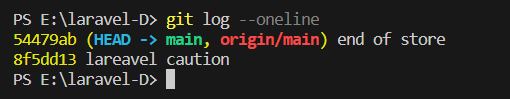 PS E:\laravel-D> git log --oneline
54479ab (HEAD -> main, origin/main) end of store
8f5dd13 lareavel caution
PS E:\laravel-D>